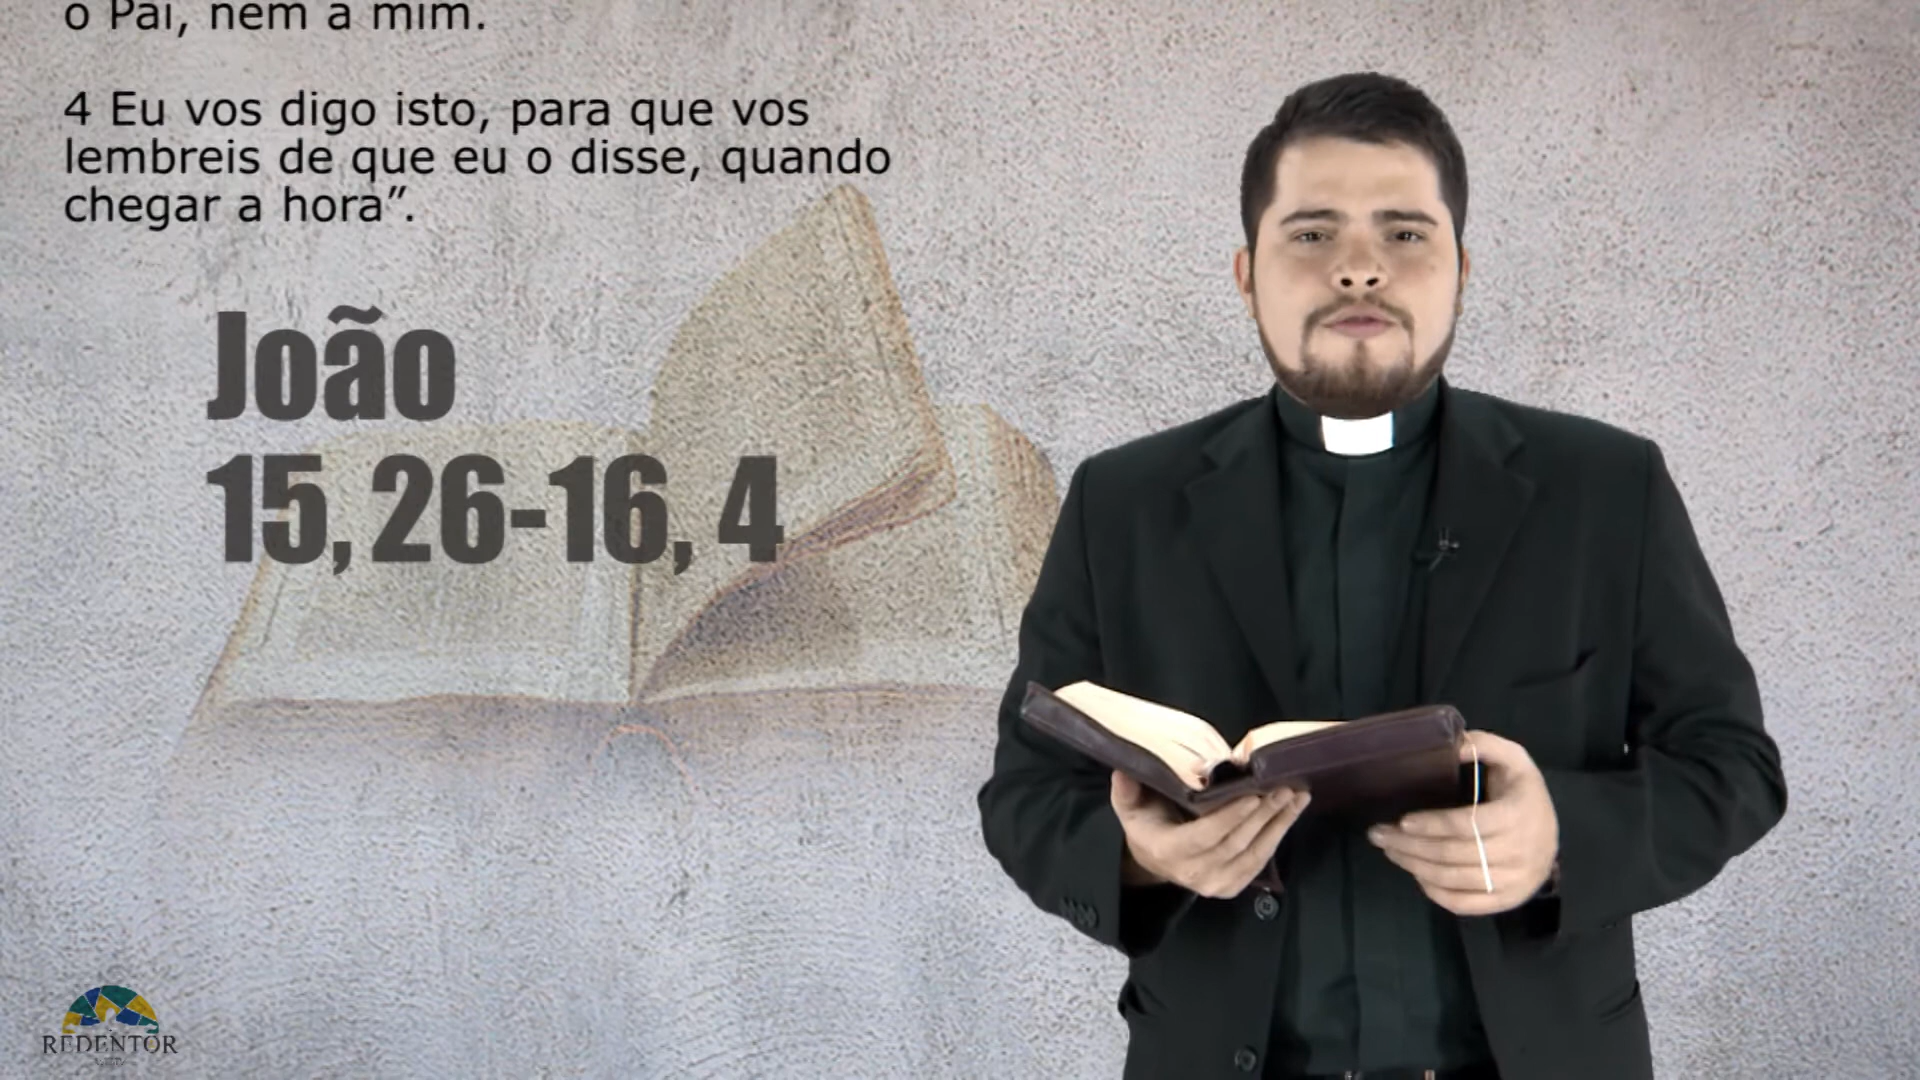 o Pai, nem a mim.
4 Eu vos digo isto, para que vos
lembreis de que eu o disse, quando
chegar a hora”.
João
15, 26-16, 4
REDENTOR